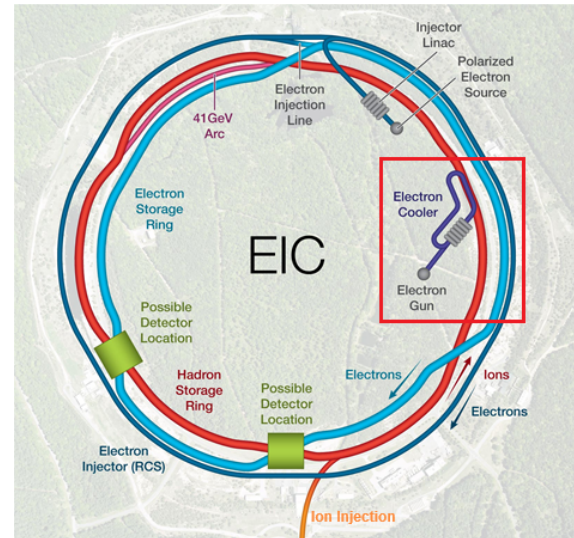 Injector
Linac
Polarized
Electron
Source
Electron
Injection
Line
41GeV
Arc
Electron
Cooler
Electron
Storage
Ring
EIC
Electron
Gun
Possible
Detector
Location
Hadron
Storage
Ring
Possible
Detector
Location
Electrons
Ions
Electrons
Electron
Injector (RCS)
Ion Injection